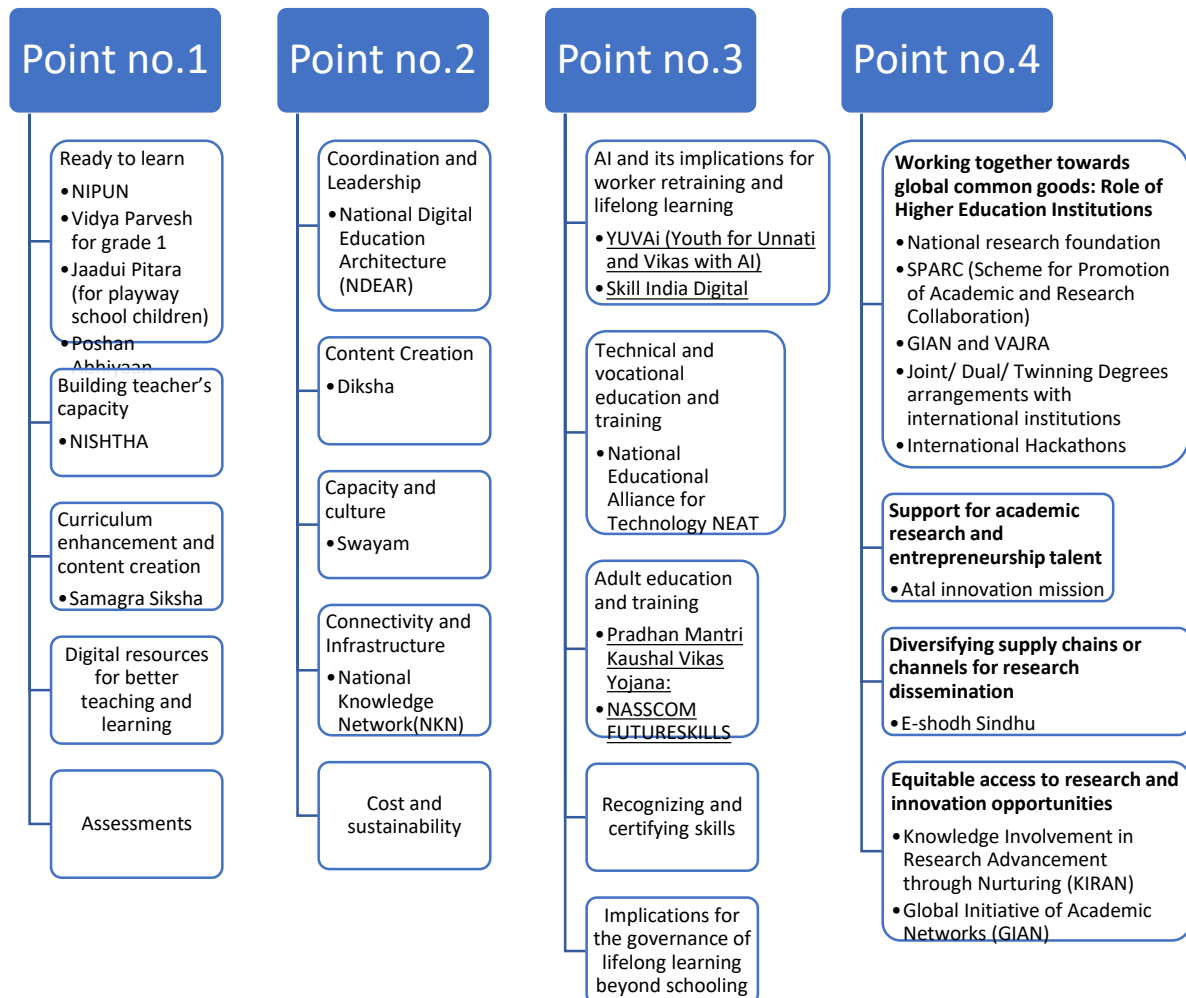 Point no.1
Ready to learn
•NIPUN
•Vidya Parvesh
for grade 1
•Jaadui Pitara
(for playway
school children)
•Poshan
Abhiyaan
Building teacher’s
capacity
•NISHTHA
Curriculum
enhancement and
content creation
•Samagra Siksha
Digital resources
for better
teaching and
learning
Assessments
Point no.2
Coordination and
Leadership
•National Digital
Education
Architecture
(NDEAR)
Content Creation
•Diksha
Capacity and
culture
•Swayam
Connectivity and
Infrastructure
•National
Knowledge
Network(NKN)
Cost and
sustainability
Point no.3
AI and its implications for
worker retraining and
lifelong learning
•YUVAi (Youth for Unnati
and Vikas with AI)
•Skill India Digital
Technical and
vocational
education and
training
•National
Educational
Alliance for
Technology NEAT
Adult education
and training
•Pradhan Mantri
Kaushal Vikas
Yojana:
•NASSCOM
FUTURESKILLS
Recognizing and
certifying skills
Implications for
the governance of
lifelong learning
beyond schooling
Point no.4
Working together towards
global common goods: Role of
Higher Education Institutions
•National research foundation
•SPARC (Scheme for Promotion
of Academic and Research
Collaboration)
•GIAN and VAJRA
•Joint/ Dual/ Twinning Degrees
arrangements with
international institutions
•International Hackathons
Support for academic
research and
entrepreneurship talent
•Atal innovation mission
Diversifying supply chains or
channels for research
dissemination
•E-shodh Sindhu
Equitable access to research and
innovation opportunities
•Knowledge Involvement in
Research Advancement
through Nurturing (KIRAN)
•Global Initiative of Academic
Networks (GIAN)